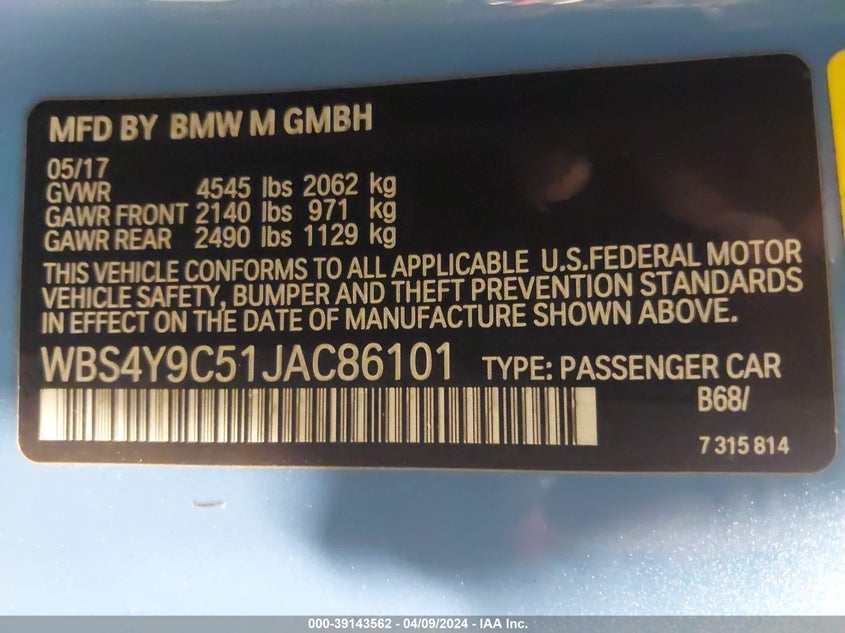 MFD BY BMW M GMBH
05/17
GVWR 4545 lbs 2062 kg
GAWR FRONT 2140 lbs 971 kg
GAWR REAR 2490 lbs 1129 kg
THIS VEHICLE CONFORMS TO ALL APPLICABLE U.S.FEDERAL MOTOR
VEHICLE SAFETY, BUMPER AND THEFT PREVENTION STANDARDS
IN EFFECT ON THE DATE OF MANUFACTURE SHOWN ABOVE.
WBS4Y9C51JAC86101 TYPE: PASSENGER CAR
B68/
7 315 814
000-39143562 - 04/09/2024 - IAA Inc.